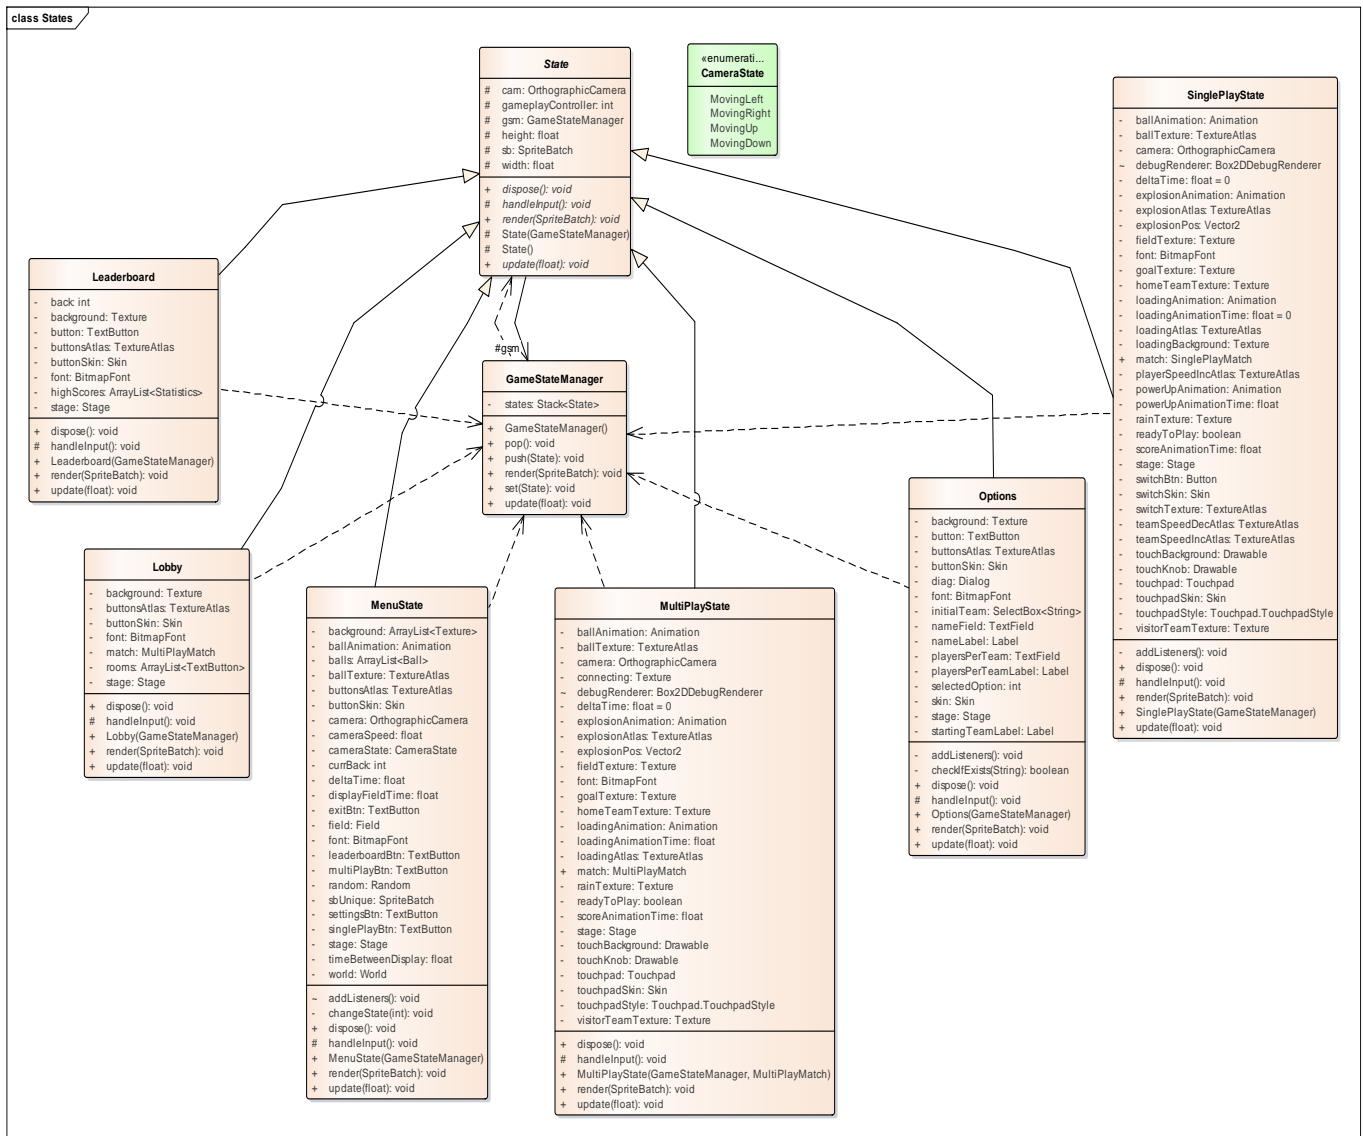 class States
State
# cam: OrthographicCamera
# gameplayController: int
# gsm: GameStateManager
# height: float
# sb: SpriteBatch
# width: float
+ dispose(): void
# handleInput(): void
+ render(SpriteBatch): void
# State(GameStateManager)
# State()
+ update(float): void
«enumerati...
CameraState
MovingLeft
MovingRight
MovingUp
MovingDown
SinglePlayState
- ballAnimation: Animation
- ballTexture: TextureAtlas
- camera: OrthographicCamera
~ debugRenderer: Box2DDebugRenderer
- deltaTime: float = 0
- explosionAnimation: Animation
- explosionAtlas: TextureAtlas
- explosionPos: Vector2
- fieldTexture: Texture
- font: BitmapFont
- goalTexture: Texture
- homeTeamTexture: Texture
- loadingAnimation: Animation
- loadingAnimationTime: float = 0
- loadingAtlas: TextureAtlas
- loadingBackground: Texture
+ match: SinglePlayMatch
- playerSpeedIncAtlas: TextureAtlas
- powerUpAnimation: Animation
- powerUpAnimationTime: float
- rainTexture: Texture
- readyToPlay: boolean
- scoreAnimationTime: float
- stage: Stage
- switchBtn: Button
- switchSkin: Skin
- switchTexture: TextureAtlas
- teamSpeedDecAtlas: TextureAtlas
- teamSpeedIncAtlas: TextureAtlas
- touchBackground: Drawable
- touchKnob: Drawable
- touchpad: Touchpad
- touchpadSkin: Skin
- touchpadStyle: Touchpad.TouchpadStyle
- visitorTeamTexture: Texture
- addListeners(): void
+ dispose(): void
# handleInput(): void
+ render(SpriteBatch): void
+ SinglePlayState(GameStateManager)
+ update(float): void
Leaderboard
- back: int
- background: Texture
- button: TextButton
- buttonsAtlas: TextureAtlas
- buttonSkin: Skin
- font: BitmapFont
- highScores: ArrayList<Statistics>
- stage: Stage
+ dispose(): void
# handleInput(): void
+ Leaderboard(GameStateManager)
+ render(SpriteBatch): void
+ update(float): void
#gsm
GameStateManager
- states: Stack<State>
+ GameStateManager()
+ pop(): void
+ push(State): void
+ render(SpriteBatch): void
+ set(State): void
+ update(float): void
Options
- background: Texture
- button: TextButton
- buttonsAtlas: TextureAtlas
- buttonSkin: Skin
- diag: Dialog
- font: BitmapFont
- initialTeam: SelectBox<String>
- nameField: TextField
- nameLabel: Label
- playersPerTeam: TextField
- playersPerTeamLabel: Label
- selectedOption: int
- skin: Skin
- stage: Stage
- startingTeamLabel: Label
- addListeners(): void
- checkIfExists(String): boolean
+ dispose(): void
# handleInput(): void
+ Options(GameStateManager)
+ render(SpriteBatch): void
+ update(float): void
Lobby
- background: Texture
- buttonsAtlas: TextureAtlas
- buttonSkin: Skin
- font: BitmapFont
- match: MultiPlayMatch
- rooms: ArrayList<TextButton>
- stage: Stage
+ dispose(): void
# handleInput(): void
+ Lobby(GameStateManager)
+ render(SpriteBatch): void
+ update(float): void
MenuState
- background: ArrayList<Texture>
- ballAnimation: Animation
- balls: ArrayList<Ball>
- ballTexture: TextureAtlas
- buttonsAtlas: TextureAtlas
- buttonSkin: Skin
- camera: OrthographicCamera
- cameraSpeed: float
- cameraState: CameraState
- currBack: int
- deltaTime: float
- displayFieldTime: float
- exitBtn: TextButton
- field: Field
- font: BitmapFont
- leaderboardBtn: TextButton
- multiPlayBtn: TextButton
- random: Random
- sbUnique: SpriteBatch
- settingsBtn: TextButton
- singlePlayBtn: TextButton
- stage: Stage
- timeBetweenDisplay: float
- world: World
~ addListeners(): void
- changeState(int): void
+ dispose(): void
# handleInput(): void
+ MenuState(GameStateManager)
+ render(SpriteBatch): void
+ update(float): void
MultiPlayState
- ballAnimation: Animation
- ballTexture: TextureAtlas
- camera: OrthographicCamera
- connecting: Texture
~ debugRenderer: Box2DDebugRenderer
- deltaTime: float = 0
- explosionAnimation: Animation
- explosionAtlas: TextureAtlas
- explosionPos: Vector2
- fieldTexture: Texture
- font: BitmapFont
- goalTexture: Texture
- homeTeamTexture: Texture
- loadingAnimation: Animation
- loadingAnimationTime: float
- loadingAtlas: TextureAtlas
+ match: MultiPlayMatch
- rainTexture: Texture
- readyToPlay: boolean
- scoreAnimationTime: float
- stage: Stage
- touchBackground: Drawable
- touchKnob: Drawable
- touchpad: Touchpad
- touchpadSkin: Skin
- touchpadStyle: Touchpad.TouchpadStyle
- visitorTeamTexture: Texture
+ dispose(): void
# handleInput(): void
+ MultiPlayState(GameStateManager, MultiPlayMatch)
+ render(SpriteBatch): void
+ update(float): void